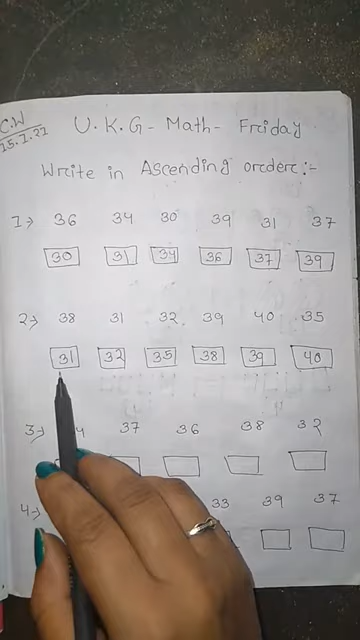 C.W
15.1.21
U.K.G - Math - Friday
Write in Ascending order :-
1) 36 34 30 39 31 37
30 31 34 36 37 39
2) 38 31 32 39 40 35
31 32 35 38 39 40
3) 37 36 38 32
4) 33 39 37